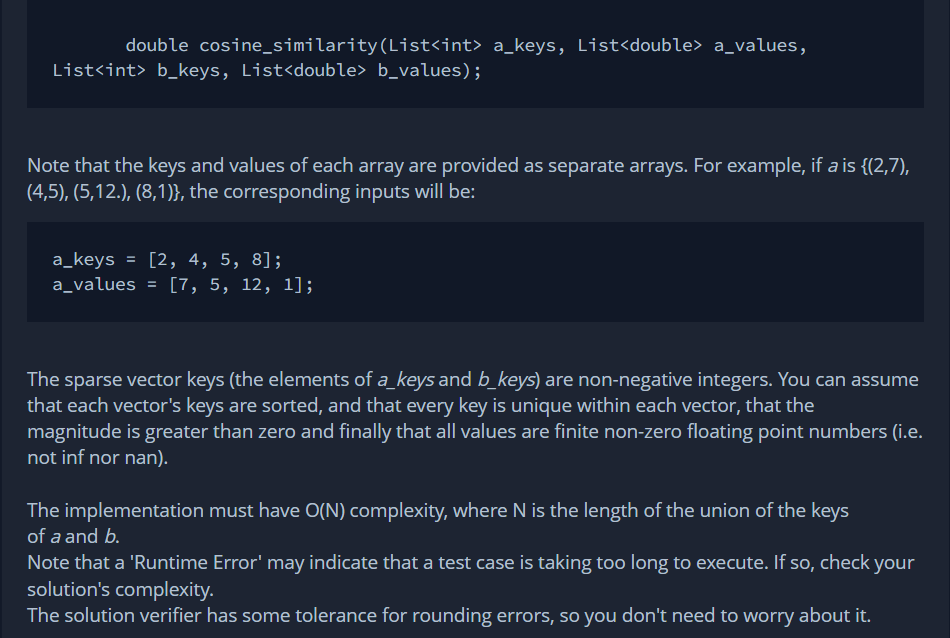 double cosine_similarity(List<int> a_keys, List<double> a_values,
List<int> b_keys, List<double> b_values);
Note that the keys and values of each array are provided as separate arrays. For example, if a is {(2,7),
(4,5), (5,12.), (8,1)}, the corresponding inputs will be:
a_keys = [2, 4, 5, 8];
a_values = [7, 5, 12, 1];
The sparse vector keys (the elements of a_keys and b_keys) are non-negative integers. You can assume
that each vector's keys are sorted, and that every key is unique within each vector, that the
magnitude is greater than zero and finally that all values are finite non-zero floating point numbers (i.e.
not inf nor nan).
The implementation must have O(N) complexity, where N is the length of the union of the keys
of a and b.
Note that a 'Runtime Error' may indicate that a test case is taking too long to execute. If so, check your
solution's complexity.
The solution verifier has some tolerance for rounding errors, so you don't need to worry about it.